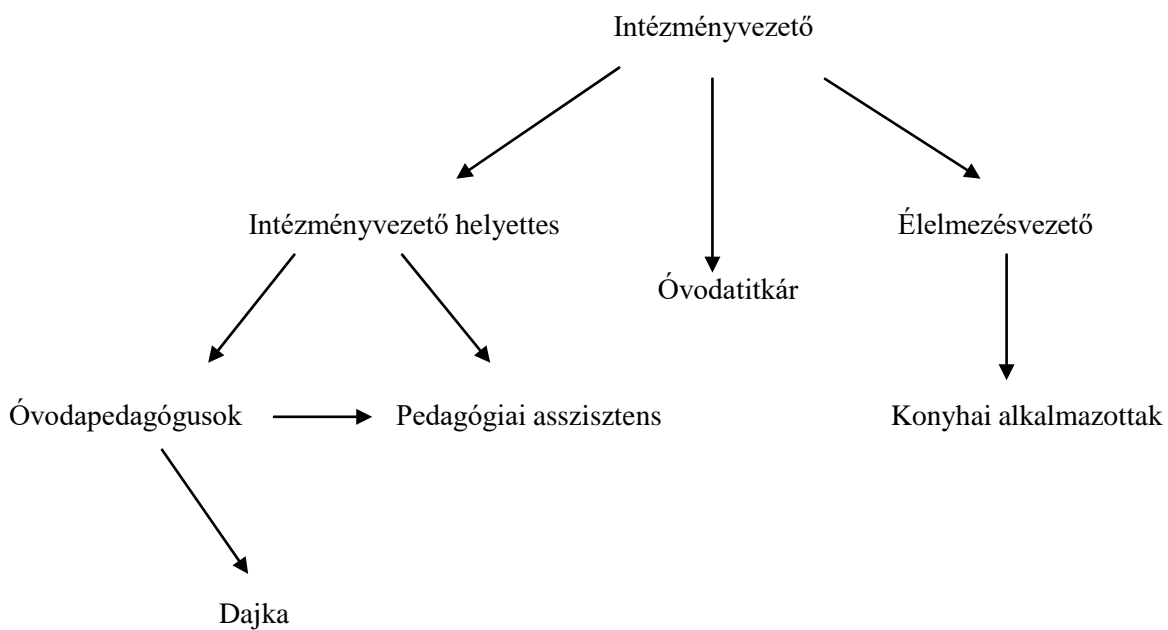 Intézményvezető
Intézményvezető helyettes
Élelmezésvezető
Óvodatitkár
Óvodapedagógusok
Pedagógiai asszisztens
Konyhai alkalmazottak
Dajka